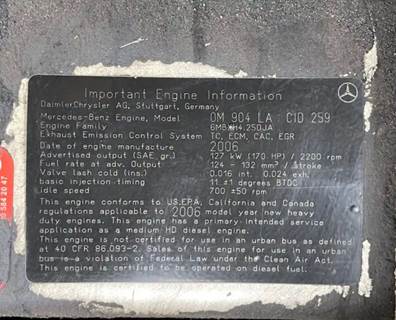 Important Engine Information
DaimlerChrysler AG, Stuttgart, Germany
Mercedes-Benz Engine, Model OM 904 LA CID 259
Engine Family 6MBXH4.25DJA
Exhaust Emission Control System TC, ECM, CAC, EGR
Date of engine manufacture 2006
Advertised output (SAE gr.) 127 kW (170 HP) / 2200 rpm
Fuel rate at adv. Output 124 - 132 mm³ / stroke
Valve lash cold (ins.) 0.016 int. 0.024 exh.
basic injection timing 11 ±1 degrees BTDC
idle speed 700 ±50 rpm
This engine conforms to U.S.EPA, California and Canada
regulations applicable to 2006 model year new heavy
duty engines. This engine has a primary intended service
application as a medium HD diesel engine.
This engine is not certified for use in an urban bus as defined
at 40 CFR 86.093-2. Sales of this engine for use in an urban
bus is a violation of Federal Law under the Clean Air Act.
This engine is certified to be operated on diesel fuel.